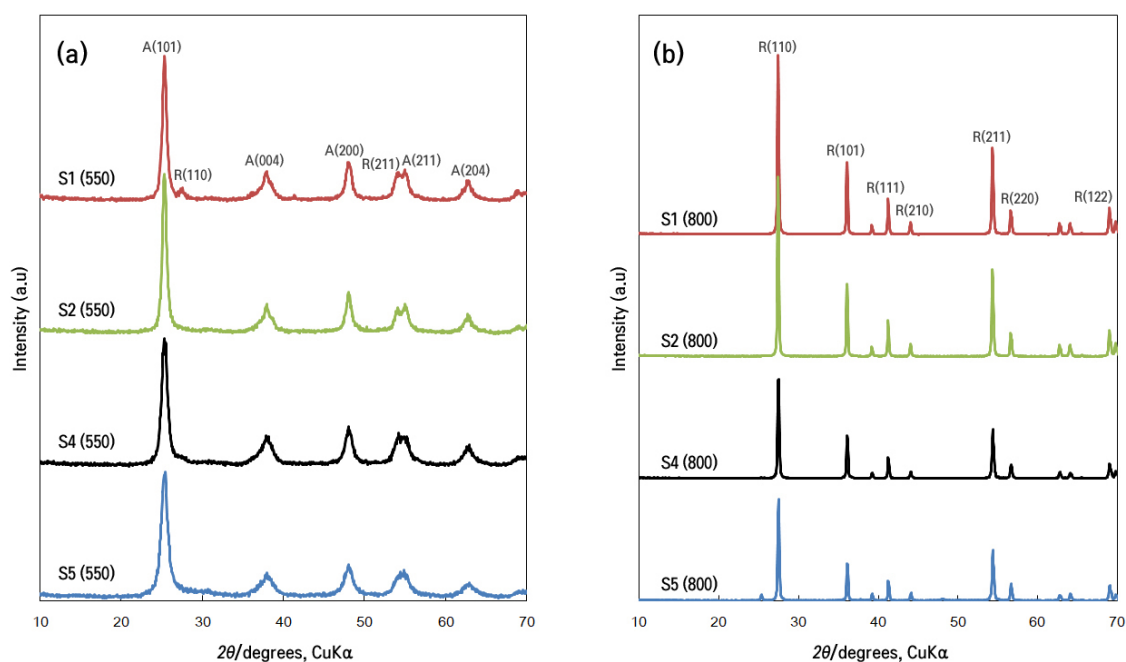 (a)
A(101)
R(110)
A(004)
A(200)
R(211)
A(211)
A(204)
S1 (550)
S2 (550)
S4 (550)
S5 (550)
Intensity (a.u)
10 20 30 40 50 60 70
2θ/degrees, CuKα
(b)
R(110)
R(101)
R(111)
R(210)
R(211)
R(220)
R(122)
S1 (800)
S2 (800)
S4 (800)
S5 (800)
Intensity (a.u)
10 20 30 40 50 60 70
2θ/degrees, CuKα